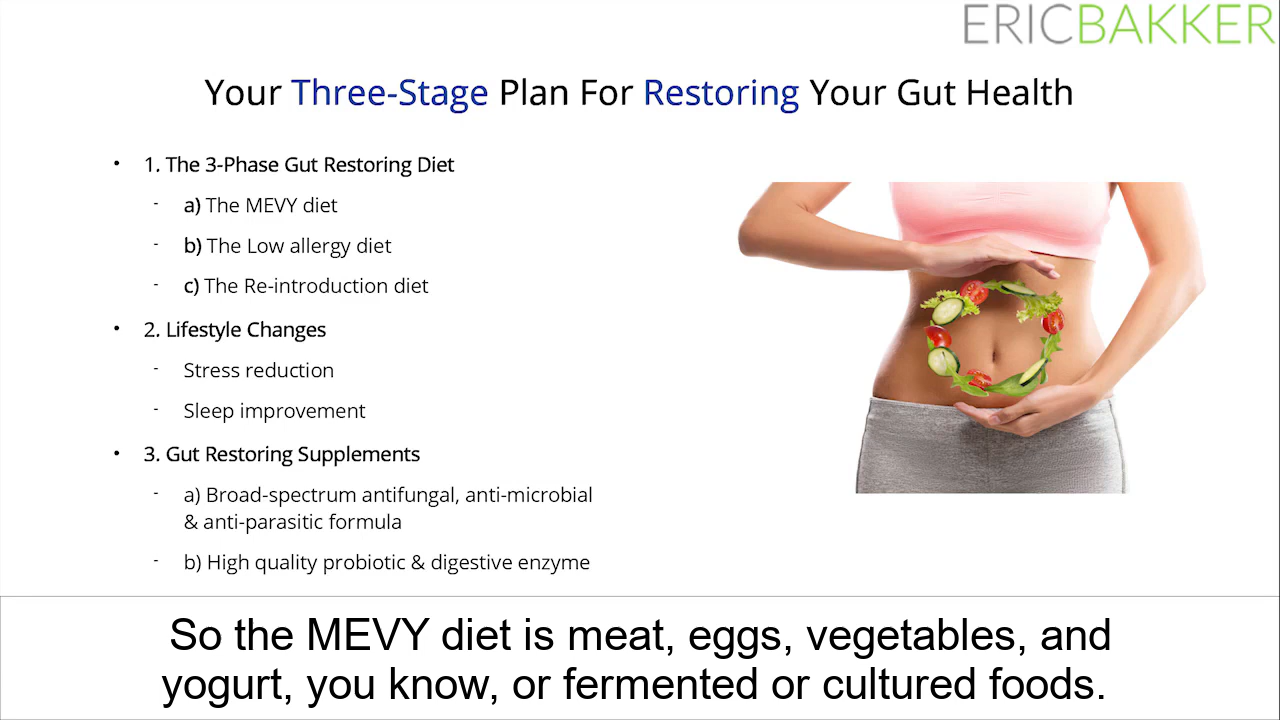 ERICBAKKER
Your Three-Stage Plan For Restoring Your Gut Health
• 1. The 3-Phase Gut Restoring Diet
- a) The MEVY diet
- b) The Low allergy diet
- c) The Re-introduction diet
• 2. Lifestyle Changes
- Stress reduction
- Sleep improvement
• 3. Gut Restoring Supplements
- a) Broad-spectrum antifungal, anti-microbial
& anti-parasitic formula
- b) High quality probiotic & digestive enzyme
So the MEVY diet is meat, eggs, vegetables, and
yogurt, you know, or fermented or cultured foods.